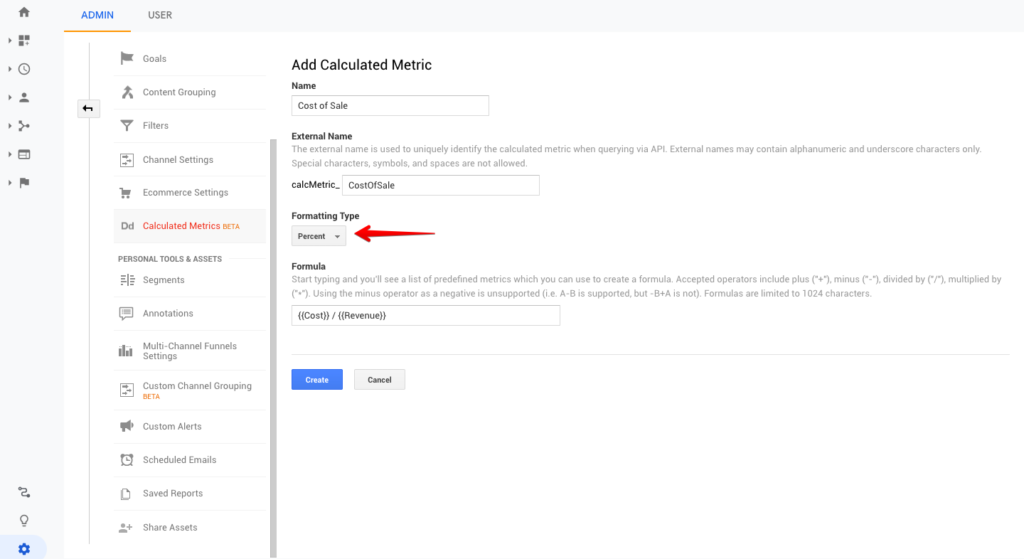 ADMIN
USER
Goals
Content Grouping
Filters
Channel Settings
Ecommerce Settings
Dd Calculated Metrics BETA
PERSONAL TOOLS & ASSETS
Segments
Annotations
Multi-Channel Funnels
Settings
Custom Channel Grouping
BETA
Custom Alerts
Scheduled Emails
Saved Reports
Share Assets
Add Calculated Metric
Name
Cost of Sale
External Name
The external name is used to uniquely identify the calculated metric when querying via API. External names may contain alphanumeric and underscore characters only.
Special characters, symbols, and spaces are not allowed.
calcMetric_ CostOfSale
Formatting Type
Percent
Formula
Start typing and you'll see a list of predefined metrics which you can use to create a formula. Accepted operators include plus ("+"), minus ("-"), divided by ("/"), multiplied by
("*"). Using the minus operator as a negative is unsupported (i.e. A-B is supported, but -B+A is not). Formulas are limited to 1024 characters.
{{Cost}} / {{Revenue}}
Create
Cancel